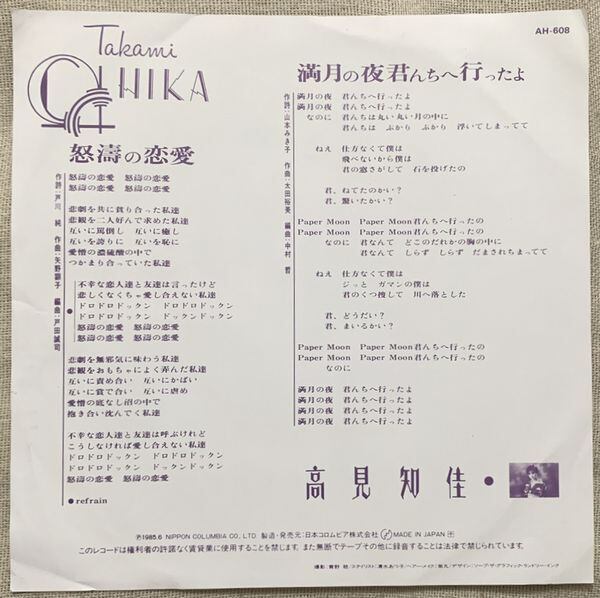 Takami
CHIKA
AH-608
怒濤の恋愛
作詩：戸川 純 作曲：矢野顕子 編曲：戸田誠司
怒濤の恋愛 怒濤の恋愛
怒濤の恋愛 怒濤の恋愛
悲劇を共に貪り合った私達
悲観を二人好んで求めた私達
互いに罵倒し 互いに癒し
互いを誇りに 互いを恥に
愛憎の濃硫酸の中で
つかまり合っていた私達
不幸な恋人達と友達は言ったけど
悲しくなくちゃ愛し合えない私達
●ドロドロドックン ドロドロドックン
ドロドロドックン ドックンドックン
怒濤の恋愛 怒濤の恋愛
怒濤の恋愛 怒濤の恋愛
悲劇を無邪気に味わう私達
悲観をおもちゃによく弄んだ私達
互いに責め合い 互いにかばい
互いに賞で合い 互いに虐め
愛憎の底なし沼の中で
抱き合い沈んでく私達
不幸な恋人達と友達は呼ぶけれど
こうしなければ愛し合えない私達
ドロドロドックン ドロドロドックン
ドロドロドックン ドックンドックン
怒濤の恋愛 怒濤の恋愛
●refrain
満月の夜君んちへ行ったよ
作詩：山本みき子 作曲：太田裕美 編曲：中村 哲
満月の夜 君んちへ行ったよ
満月の夜 君んちへ行ったよ
なのに 君んちは丸い丸い月の中に
君んちは ぷかり ぷかり 浮いてしまってて
ねえ 仕方なくて僕は
飛べないから僕は
君の窓さがして 石を投げたの
君、ねてたのかい？
君、驚いたかい？
Paper Moon Paper Moon君んちへ行ったの
Paper Moon Paper Moon君んちへ行ったの
なのに 君なんて どこのだれかの胸の中に
君なんて しらず しらず だまされちまってて
ねえ 仕方なくて僕は
ジッと ガマンの僕は
君のくつ捜して 川へ落とした
君、どうだい？
君、まいるかい？
Paper Moon Paper Moon君んちへ行ったの
Paper Moon Paper Moon君んちへ行ったの
なのに
満月の夜 君んちへ行ったよ
満月の夜 君んちへ行ったよ
満月の夜 君んちへ行ったよ
満月の夜 君んちへ行ったよ
高見知佳●
Ⓟ1985.6 NIPPON COLUMBIA CO., LTD. 製造・発売元：日本コロムビア株式会社 MADE IN JAPAN
このレコードは権利者の許諾なく賃貸業に使用することを禁じます。また無断でテープその他に録音することは法律で禁じられています。